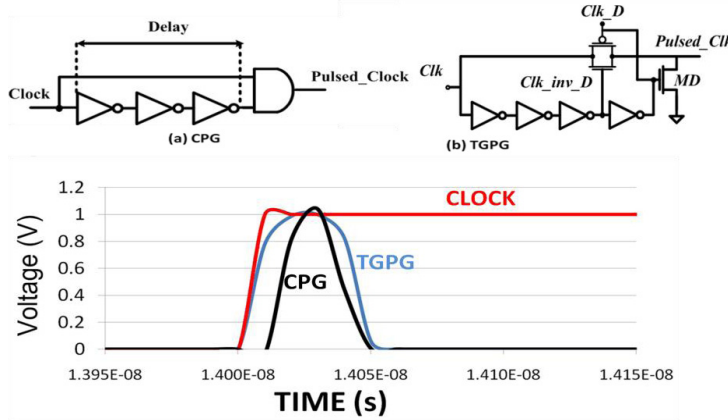 Delay
Clock
Pulsed_Clock
(a) CPG
Clk_D
Pulsed_Cl
Clk
Clk_inv_D
MD
(b) TGPG
Voltage (V)
1.2
1
0.8
0.6
0.4
0.2
0
CLOCK
TGPG
CPG
1.395E-08 1.400E-08 1.405E-08 1.410E-08 1.415E-08
TIME (s)